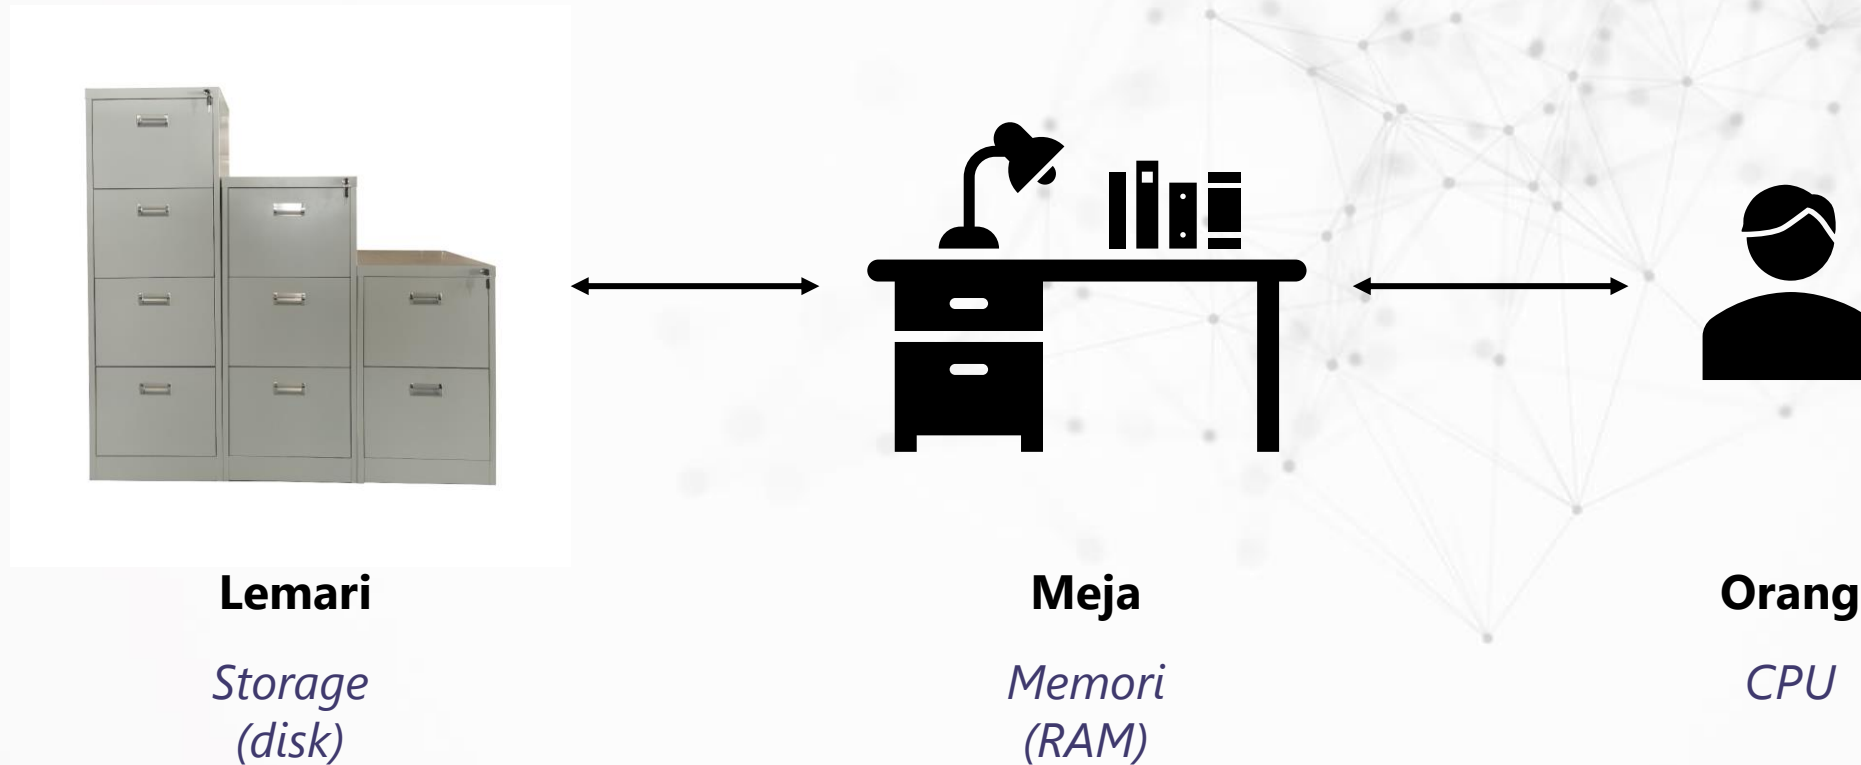 Lemari
Meja
Orang
Storage
(disk)
Memori
(RAM)
CPU